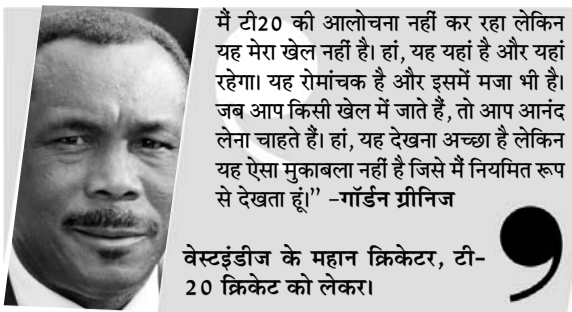 मैं टी20 की आलोचना नहीं कर रहा लेकिन
यह मेरा खेल नहीं है। हां, यह यहां है और यहां
रहेगा। यह रोमांचक है और इसमें मजा भी है।
जब आप किसी खेल में जाते हैं, तो आप आनंद
लेना चाहते हैं। हां, यह देखना अच्छा है लेकिन
यह ऐसा मुकाबला नहीं है जिसे मैं नियमित रूप
से देखता हूं।’’ -गॉर्डन ग्रीनिज
वेस्टइंडीज के महान क्रिकेटर, टी-
20 क्रिकेट को लेकर।